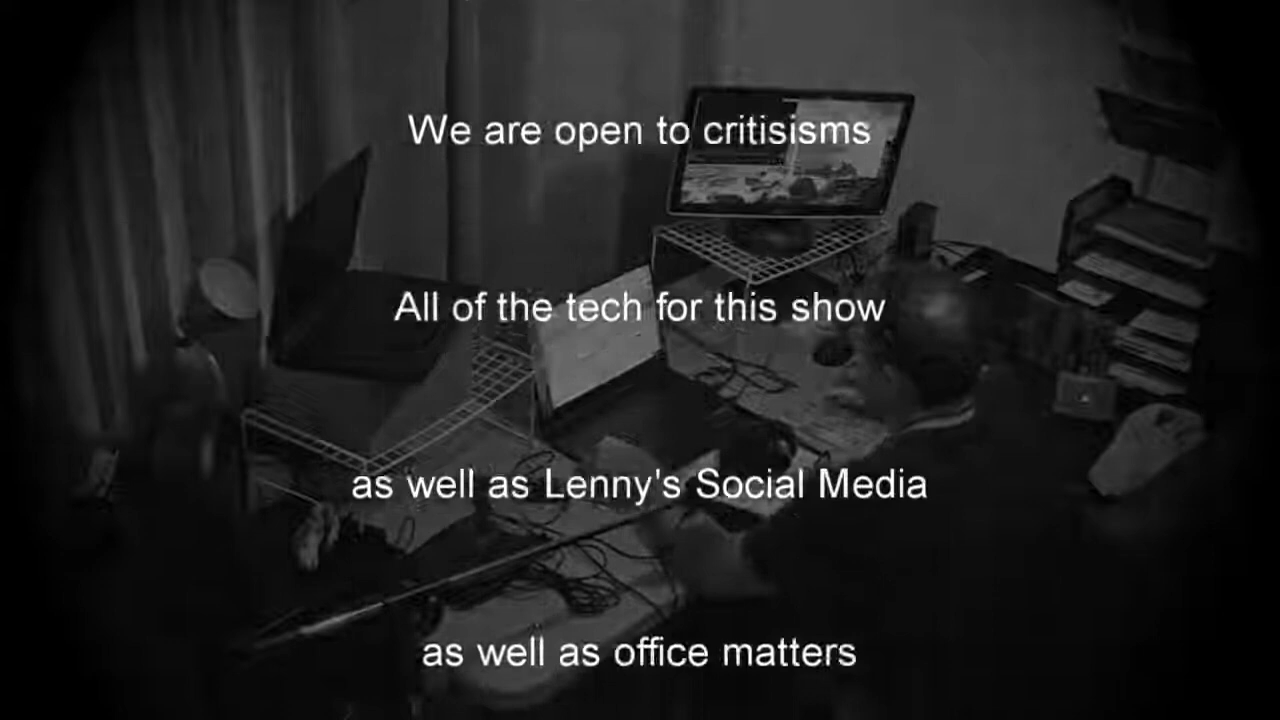 We are open to critisisms
All of the tech for this show
as well as Lenny's Social Media
as well as office matters